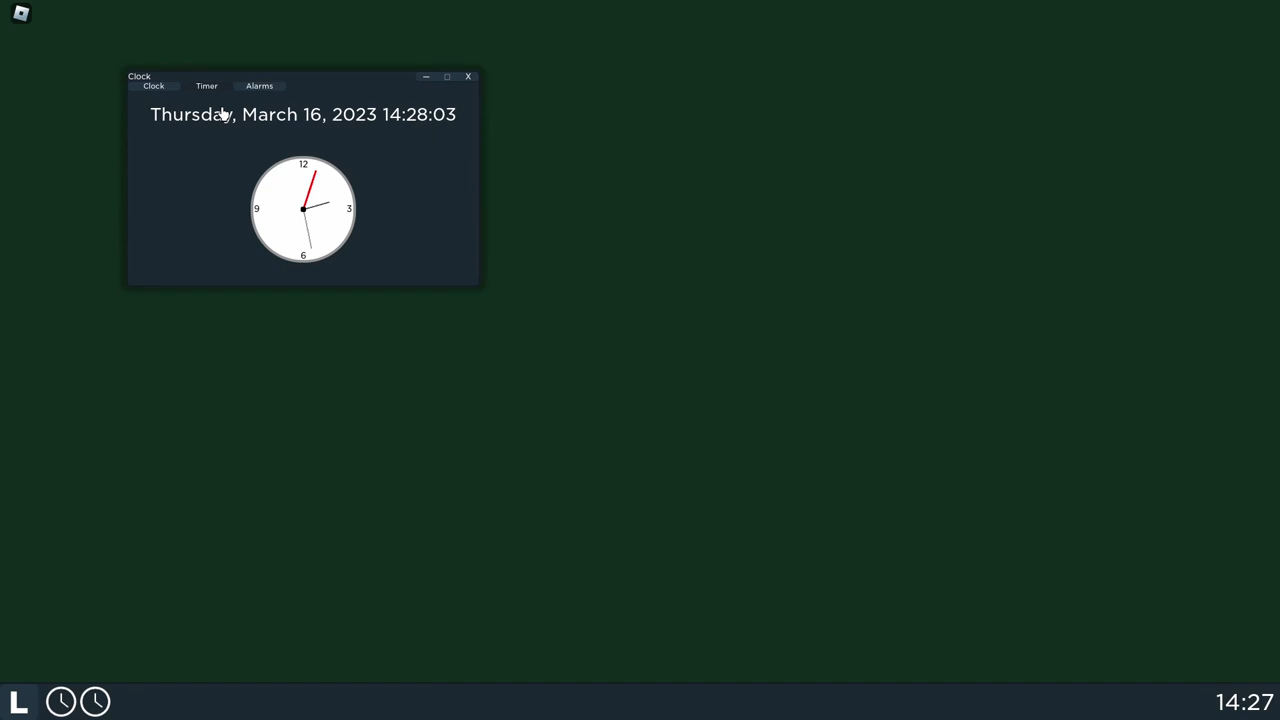 Clock
— □ X
Clock Timer Alarms
Thursday, March 16, 2023 14:28:03
12
9 3
6
L 14:27